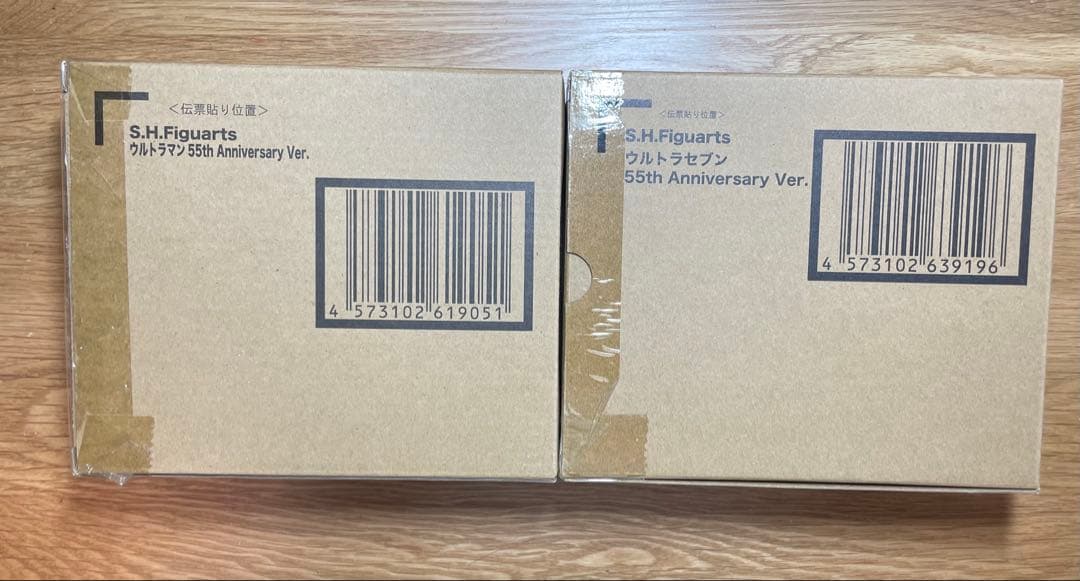 ＜伝票貼り位置＞
S.H.Figuarts
ウルトラマン 55th Anniversary Ver.
4 573102 619051
＜伝票貼り位置＞
S.H.Figuarts
ウルトラセブン
55th Anniversary Ver.
4 573102 639196